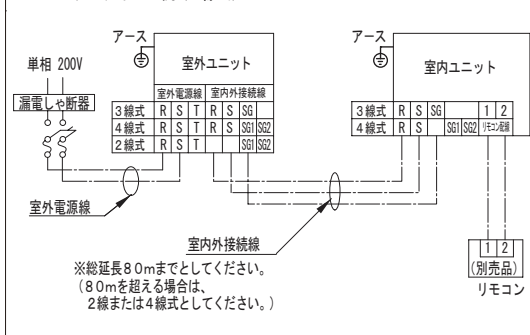 アース
単相 200V
漏電しゃ断器
室外ユニット
室外電源線 室内外接続線
3線式 R S T R S SG
4線式 R S T R S SG1 SG2
2線式 R S T SG1 SG2
アース
室内ユニット
3線式 R S SG 1 2
4線式 R S SG1 SG2 リモコン配線
室外電源線
室内外接続線
※総延長80mまでとしてください。
(80mを超える場合は、
2線または4線式としてください。)
1 2
(別売品)
リモコン